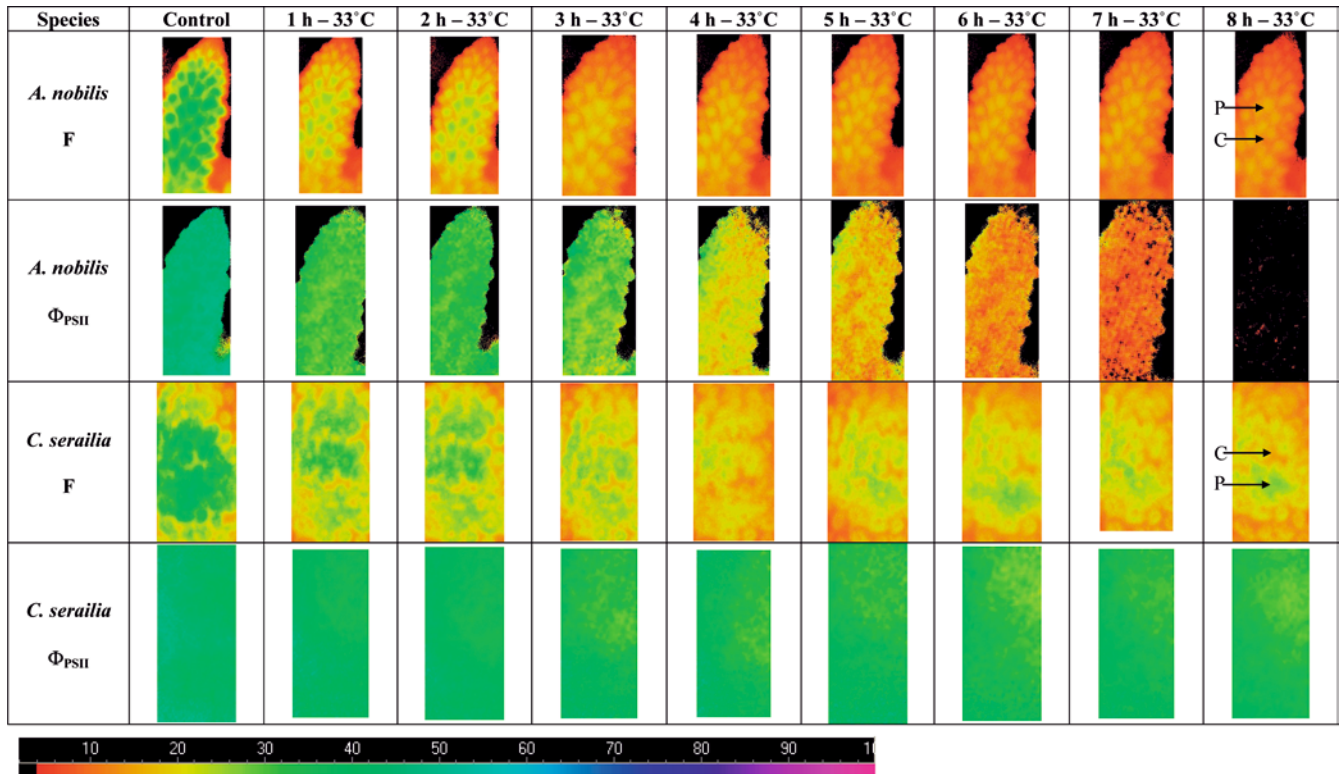 Species Control 1 h – 33˚C 2 h – 33˚C 3 h – 33˚C 4 h – 33˚C 5 h – 33˚C 6 h – 33˚C 7 h – 33˚C 8 h – 33˚C
A. nobilis
F
P
C
A. nobilis
ΦPSII
C. serailia
F
C
P
C. serailia
ΦPSII
10 20 30 40 50 60 70 80 90